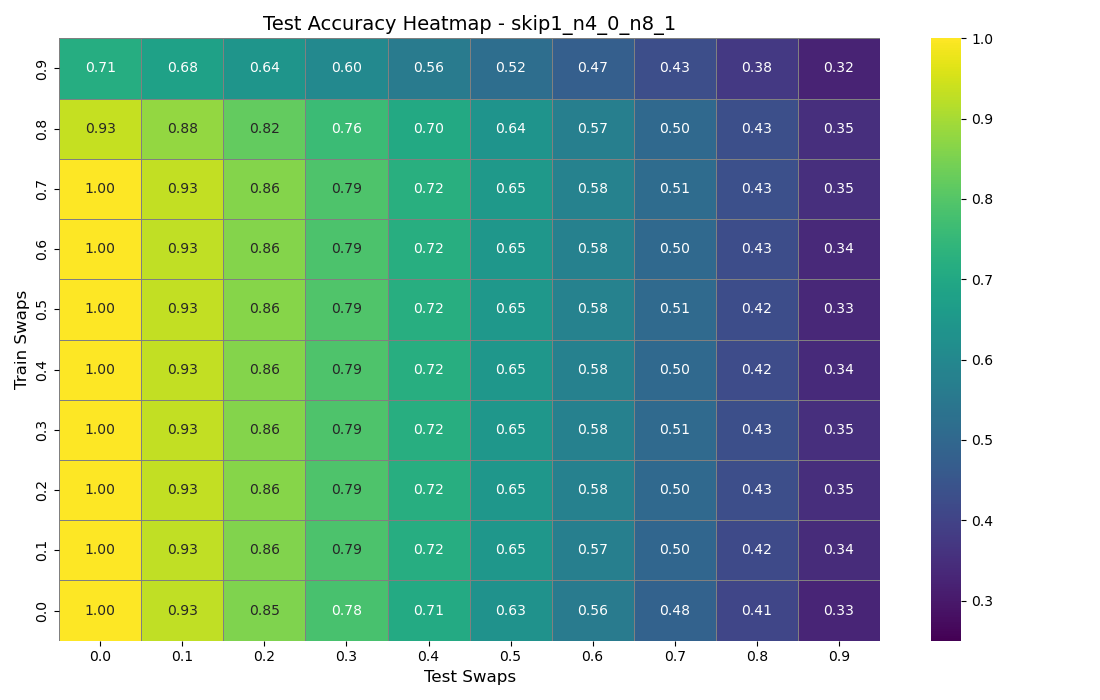 Test Accuracy Heatmap - skip1_n4_0_n8_1
Train Swaps
0.9 0.71 0.68 0.64 0.60 0.56 0.52 0.47 0.43 0.38 0.32
0.8 0.93 0.88 0.82 0.76 0.70 0.64 0.57 0.50 0.43 0.35
0.7 1.00 0.93 0.86 0.79 0.72 0.65 0.58 0.51 0.43 0.35
0.6 1.00 0.93 0.86 0.79 0.72 0.65 0.58 0.50 0.43 0.34
0.5 1.00 0.93 0.86 0.79 0.72 0.65 0.58 0.51 0.42 0.33
0.4 1.00 0.93 0.86 0.79 0.72 0.65 0.58 0.50 0.42 0.34
0.3 1.00 0.93 0.86 0.79 0.72 0.65 0.58 0.51 0.43 0.35
0.2 1.00 0.93 0.86 0.79 0.72 0.65 0.58 0.50 0.43 0.35
0.1 1.00 0.93 0.86 0.79 0.72 0.65 0.57 0.50 0.42 0.34
0.0 1.00 0.93 0.85 0.78 0.71 0.63 0.56 0.48 0.41 0.33
0.0 0.1 0.2 0.3 0.4 0.5 0.6 0.7 0.8 0.9
Test Swaps
1.0
0.9
0.8
0.7
0.6
0.5
0.4
0.3